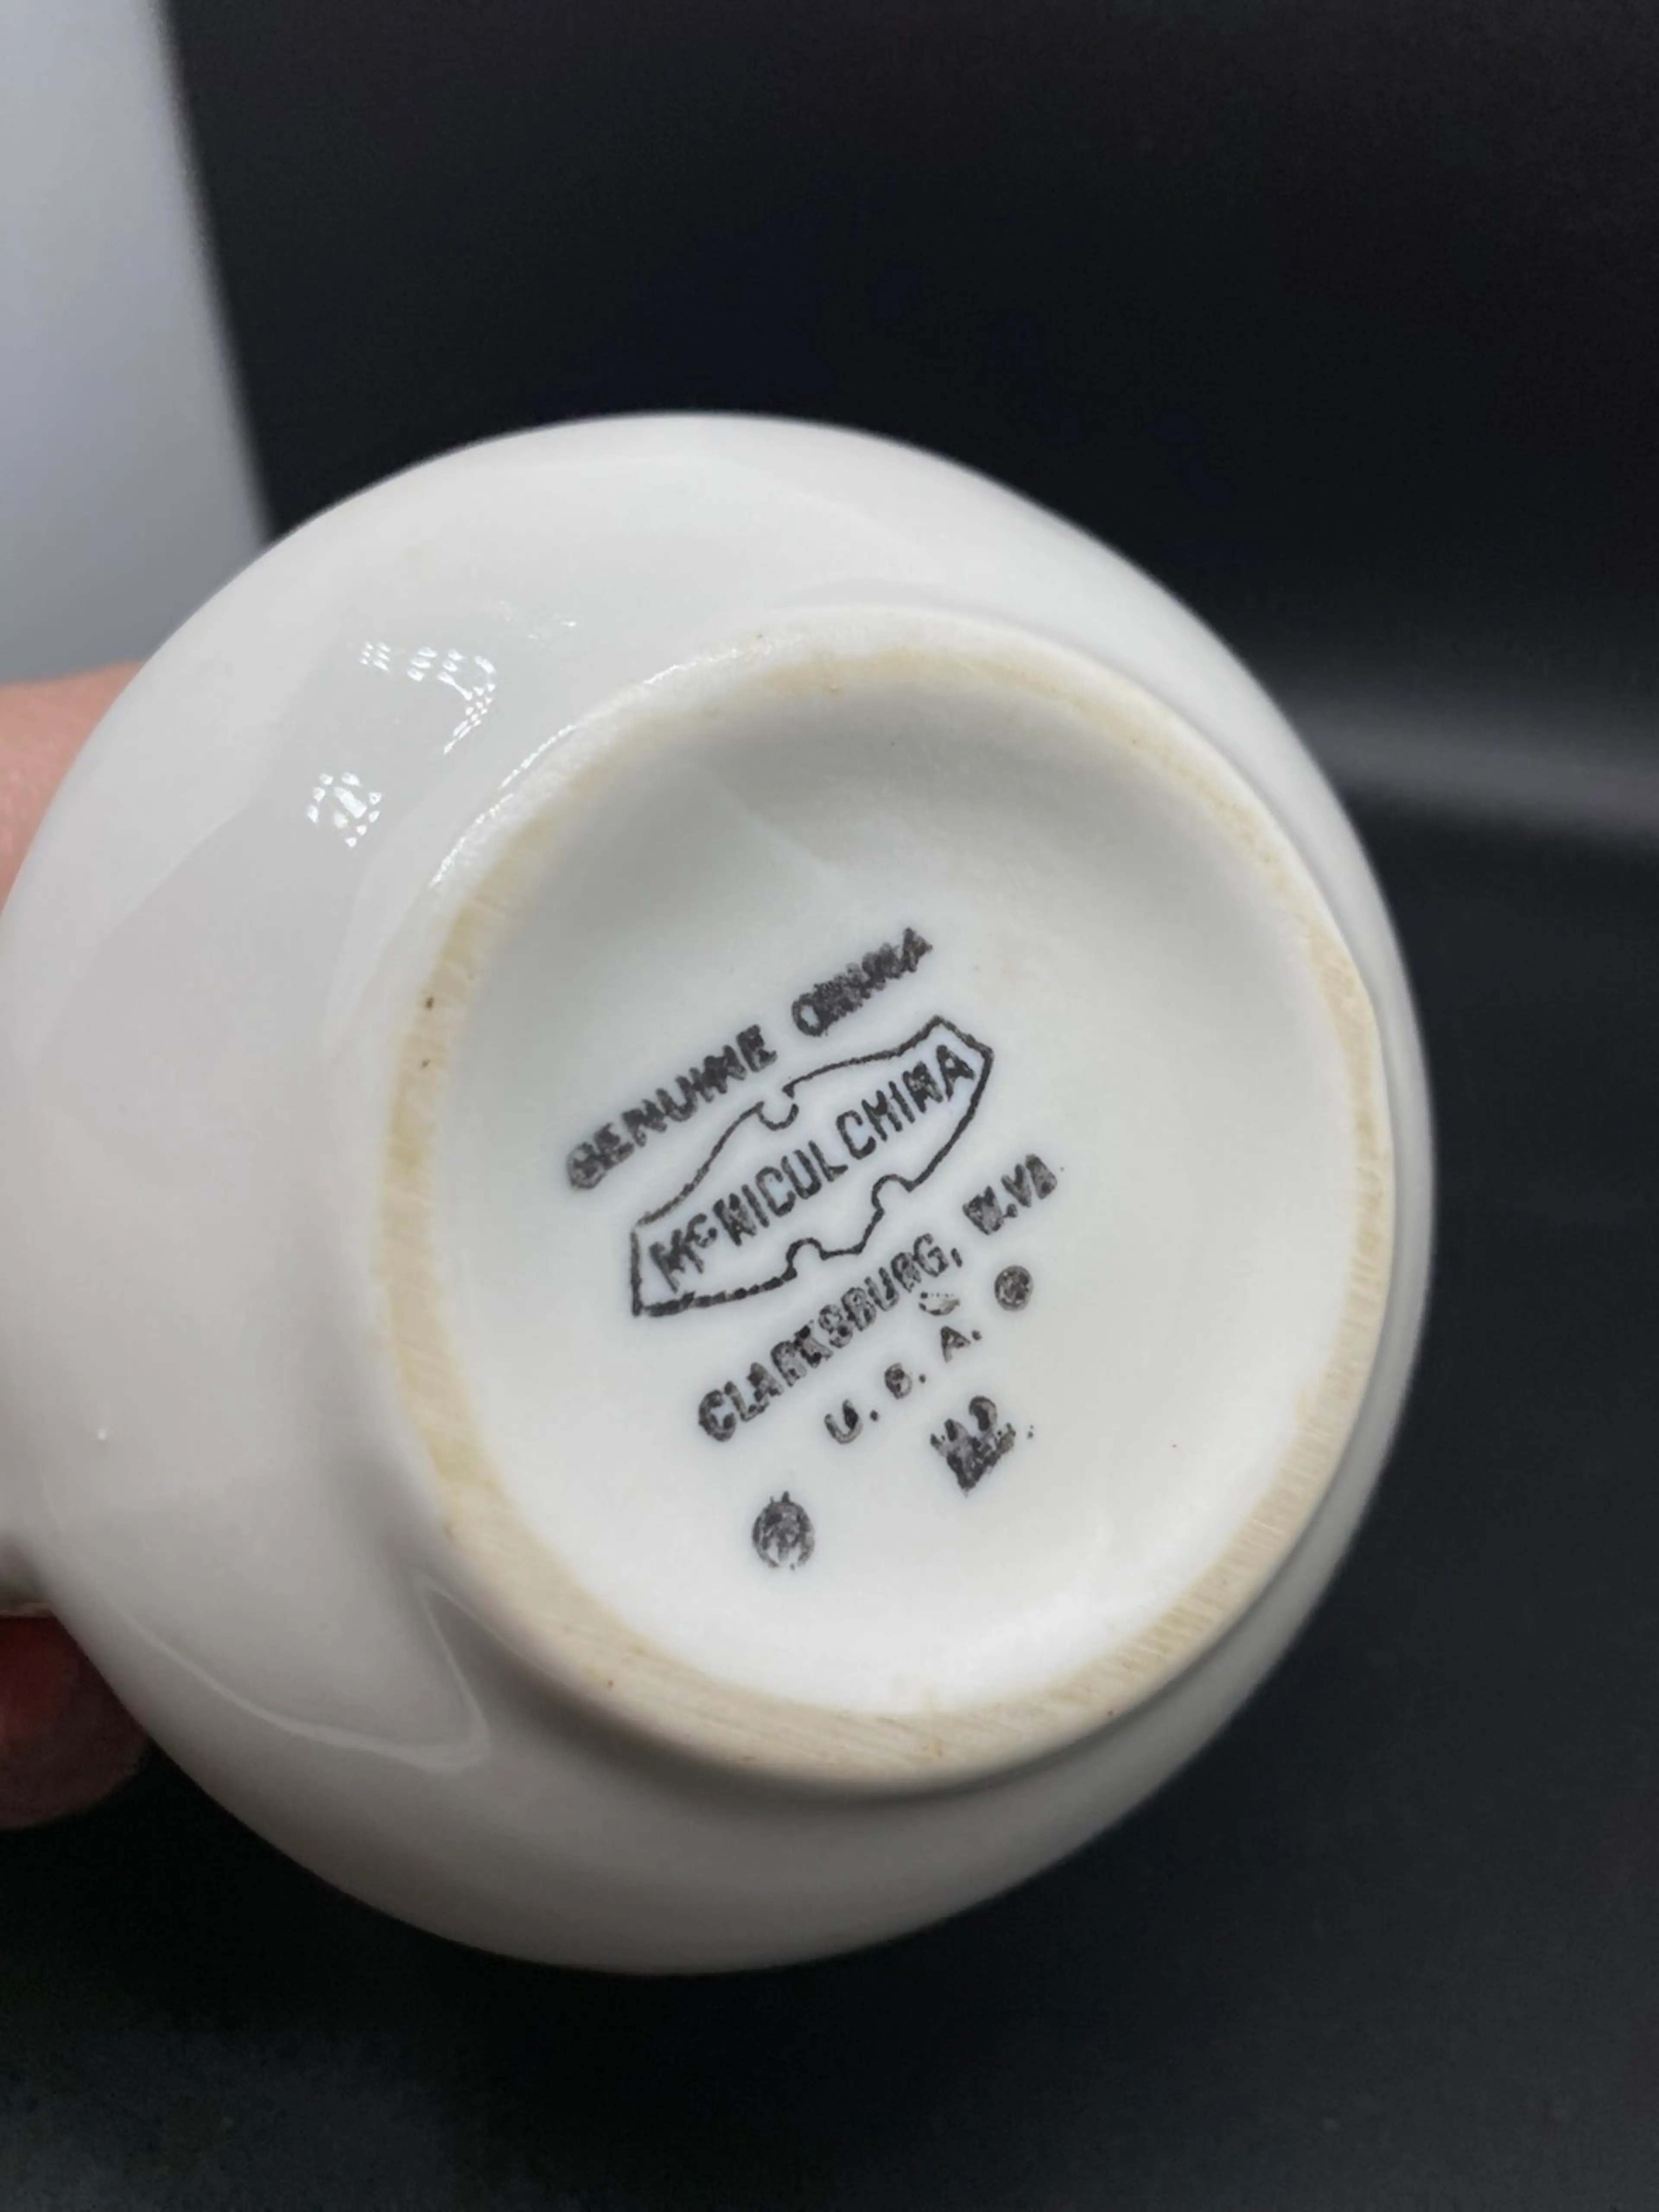 GENUINE CHINA
McNICOL CHINA
CLARKSBURG, W.VA
U. S. A.